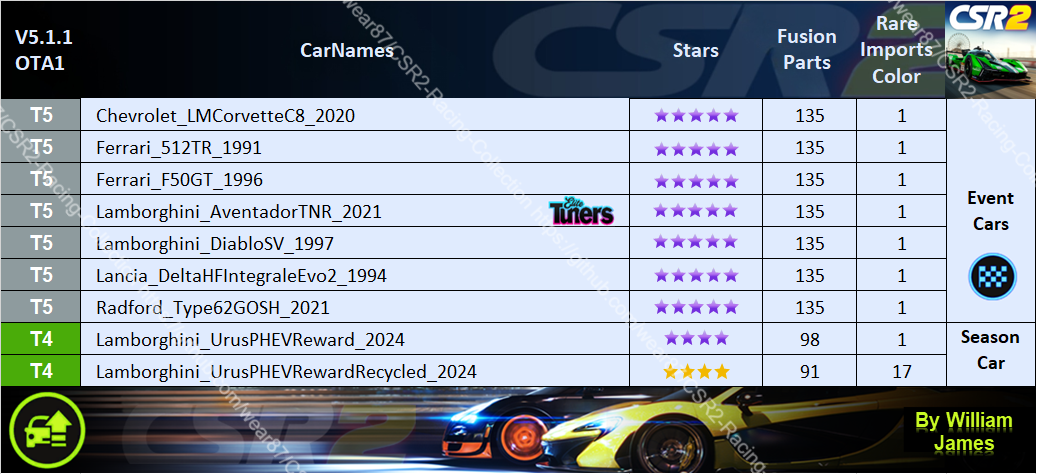 V5.1.1
OTA1
CarNames
Stars
Fusion
Parts
Rare
Imports
Color
CSR2
T5 Chevrolet_LMCorvetteC8_2020 135 1
T5 Ferrari_512TR_1991 135 1
T5 Ferrari_F50GT_1996 135 1
T5 Lamborghini_AventadorTNR_2021 Elite Tuners 135 1
T5 Lamborghini_DiabloSV_1997 135 1
T5 Lancia_DeltaHFIntegraleEvo2_1994 135 1
T5 Radford_Type62GOSH_2021 135 1
Event
Cars
T4 Lamborghini_UrusPHEVReward_2024 98 1
T4 Lamborghini_UrusPHEVRewardRecycled_2024 91 17
Season
Car
CSR2
By William
James